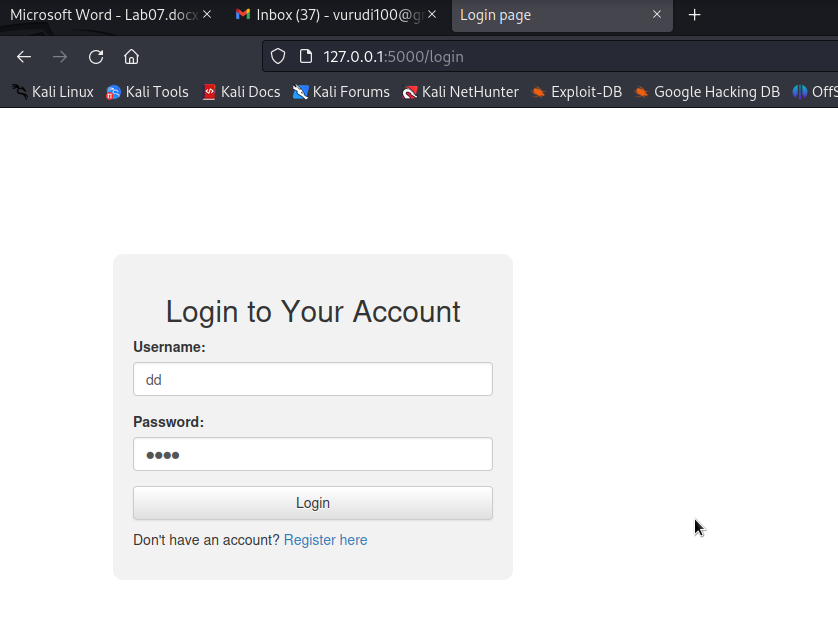 Microsoft Word - Lab07.docx
Inbox (37) - vurudi100@g
Login page
127.0.0.1:5000/login
Kali Linux Kali Tools Kali Docs Kali Forums Kali NetHunter Exploit-DB Google Hacking DB OffS
Login to Your Account
Username:
dd
Password:
••••
Login
Don't have an account? Register here